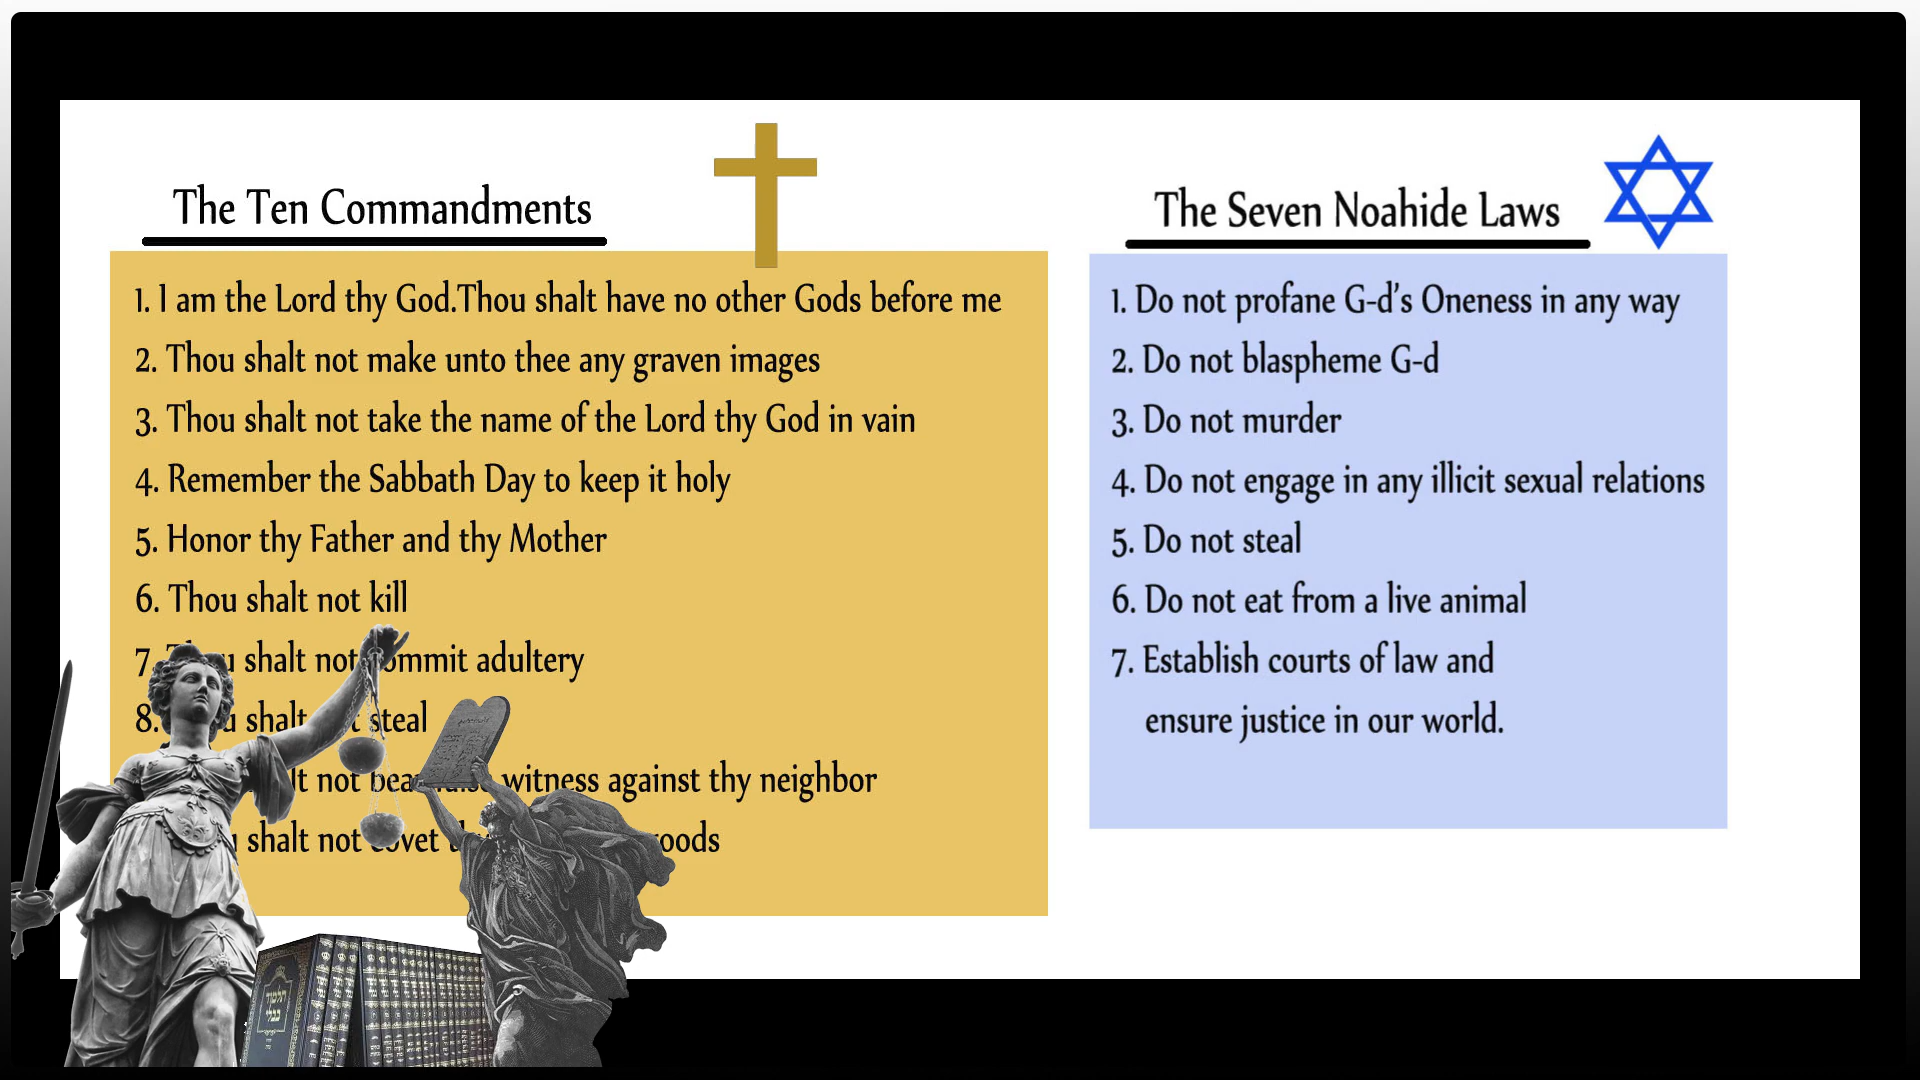 The Ten Commandments
1. I am the Lord thy God.Thou shalt have no other Gods before me
2. Thou shalt not make unto thee any graven images
3. Thou shalt not take the name of the Lord thy God in vain
4. Remember the Sabbath Day to keep it holy
5. Honor thy Father and thy Mother
6. Thou shalt not kill
7. shalt not commit adultery
8. shalt steal
not witness against thy neighbor
shalt not covet
The Seven Noahide Laws
1. Do not profane G-d's Oneness in any way
2. Do not blaspheme G-d
3. Do not murder
4. Do not engage in any illicit sexual relations
5. Do not steal
6. Do not eat from a live animal
7. Establish courts of law and
ensure justice in our world.
תלמוד
בבלי